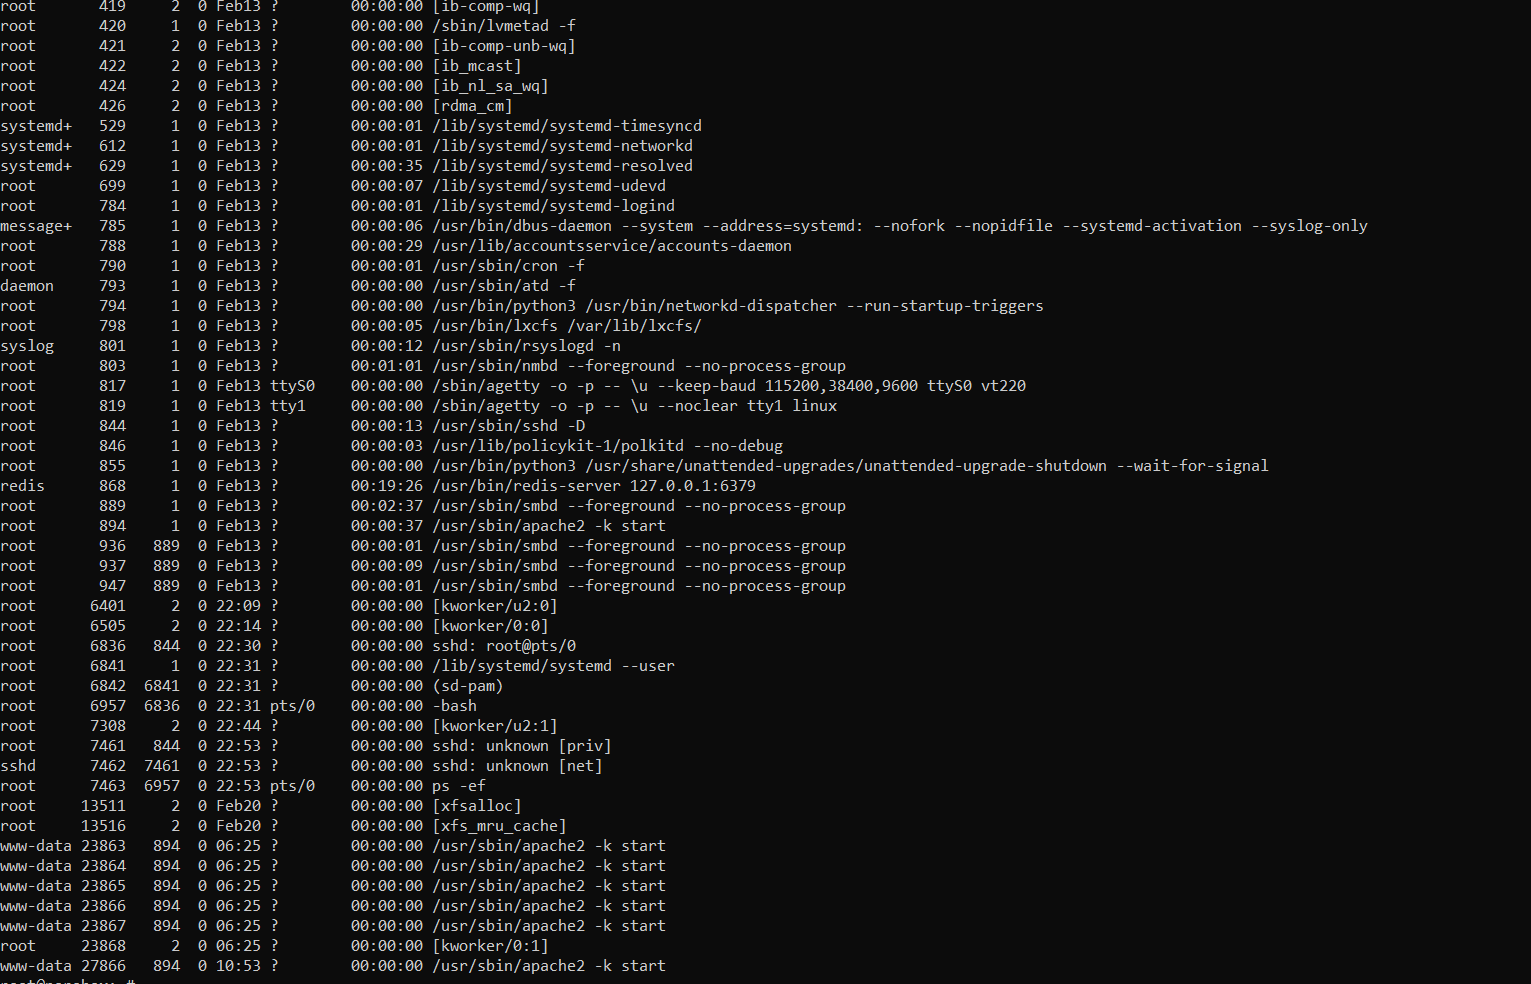 root       419     2  0 Feb13 ?        00:00:00 [ib-comp-wq]
root       420     1  0 Feb13 ?        00:00:00 /sbin/lvmetad -f
root       421     2  0 Feb13 ?        00:00:00 [ib-comp-unb-wq]
root       422     2  0 Feb13 ?        00:00:00 [ib_mcast]
root       424     2  0 Feb13 ?        00:00:00 [ib_nl_sa_wq]
root       426     2  0 Feb13 ?        00:00:00 [rdma_cm]
systemd+   529     1  0 Feb13 ?        00:00:01 /lib/systemd/systemd-timesyncd
systemd+   612     1  0 Feb13 ?        00:00:01 /lib/systemd/systemd-networkd
systemd+   629     1  0 Feb13 ?        00:00:35 /lib/systemd/systemd-resolved
root       699     1  0 Feb13 ?        00:00:07 /lib/systemd/systemd-udevd
root       784     1  0 Feb13 ?        00:00:01 /lib/systemd/systemd-logind
message+   785     1  0 Feb13 ?        00:00:06 /usr/bin/dbus-daemon --system --address=systemd: --nofork --nopidfile --systemd-activation --syslog-only
root       788     1  0 Feb13 ?        00:00:29 /usr/lib/accountsservice/accounts-daemon
root       790     1  0 Feb13 ?        00:00:01 /usr/sbin/cron -f
daemon     793     1  0 Feb13 ?        00:00:00 /usr/sbin/atd -f
root       794     1  0 Feb13 ?        00:00:00 /usr/bin/python3 /usr/bin/networkd-dispatcher --run-startup-triggers
root       798     1  0 Feb13 ?        00:00:05 /usr/bin/lxcfs /var/lib/lxcfs/
syslog     801     1  0 Feb13 ?        00:00:12 /usr/sbin/rsyslogd -n
root       803     1  0 Feb13 ?        00:01:01 /usr/sbin/nmbd --foreground --no-process-group
root       817     1  0 Feb13 ttyS0    00:00:00 /sbin/agetty -o -p -- \u --keep-baud 115200,38400,9600 ttyS0 vt220
root       819     1  0 Feb13 tty1     00:00:00 /sbin/agetty -o -p -- \u --noclear tty1 linux
root       844     1  0 Feb13 ?        00:00:13 /usr/sbin/sshd -D
root       846     1  0 Feb13 ?        00:00:03 /usr/lib/policykit-1/polkitd --no-debug
root       855     1  0 Feb13 ?        00:00:00 /usr/bin/python3 /usr/share/unattended-upgrades/unattended-upgrade-shutdown --wait-for-signal
redis      868     1  0 Feb13 ?        00:19:26 /usr/bin/redis-server 127.0.0.1:6379
root       889     1  0 Feb13 ?        00:02:37 /usr/sbin/smbd --foreground --no-process-group
root       894     1  0 Feb13 ?        00:00:37 /usr/sbin/apache2 -k start
root       936   889  0 Feb13 ?        00:00:01 /usr/sbin/smbd --foreground --no-process-group
root       937   889  0 Feb13 ?        00:00:09 /usr/sbin/smbd --foreground --no-process-group
root       947   889  0 Feb13 ?        00:00:01 /usr/sbin/smbd --foreground --no-process-group
root      6401     2  0 22:09 ?        00:00:00 [kworker/u2:0]
root      6505     2  0 22:14 ?        00:00:00 [kworker/0:0]
root      6836   844  0 22:30 ?        00:00:00 sshd: root@pts/0
root      6841     1  0 22:31 ?        00:00:00 /lib/systemd/systemd --user
root      6842  6841  0 22:31 ?        00:00:00 (sd-pam)
root      6957  6836  0 22:31 pts/0    00:00:00 -bash
root      7308     2  0 22:44 ?        00:00:00 [kworker/u2:1]
root      7461   844  0 22:53 ?        00:00:00 sshd: unknown [priv]
sshd      7462  7461  0 22:53 ?        00:00:00 sshd: unknown [net]
root      7463  6957  0 22:53 pts/0    00:00:00 ps -ef
root     13511     2  0 Feb20 ?        00:00:00 [xfsalloc]
root     13516     2  0 Feb20 ?        00:00:00 [xfs_mru_cache]
www-data 23863   894  0 06:25 ?        00:00:00 /usr/sbin/apache2 -k start
www-data 23864   894  0 06:25 ?        00:00:00 /usr/sbin/apache2 -k start
www-data 23865   894  0 06:25 ?        00:00:00 /usr/sbin/apache2 -k start
www-data 23866   894  0 06:25 ?        00:00:00 /usr/sbin/apache2 -k start
www-data 23867   894  0 06:25 ?        00:00:00 /usr/sbin/apache2 -k start
root     23868     2  0 06:25 ?        00:00:00 [kworker/0:1]
www-data 27866   894  0 10:53 ?        00:00:00 /usr/sbin/apache2 -k start